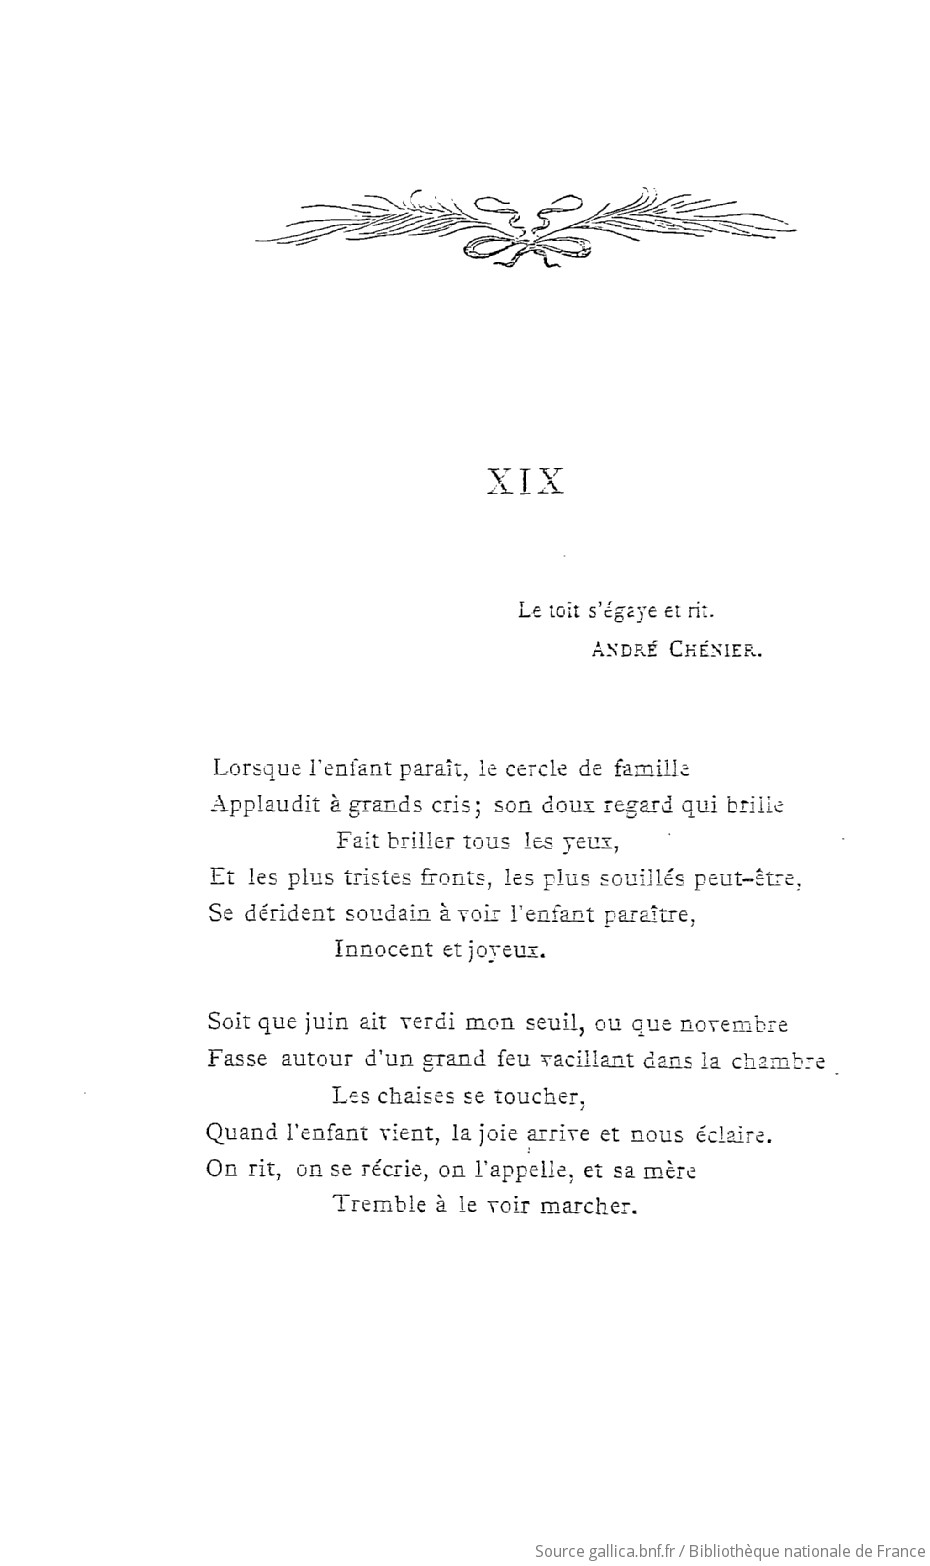 XIX
Le toit s'égaye et rit.
ANDRÉ CHÉNIER.
Lorsque l'enfant paraît, le cercle de famille
Applaudit à grands cris; son doux regard qui brille
Fait briller tous les yeux,
Et les plus tristes fronts, les plus souillés peut-être,
Se dérident soudain à voir l'enfant paraître,
Innocent et joyeux.
Soit que juin ait verdi mon seuil, ou que novembre
Fasse autour d'un grand feu vacillant dans la chambre
Les chaises se toucher,
Quand l'enfant vient, la joie arrive et nous éclaire.
On rit, on se récrie, on l'appelle, et sa mère
Tremble à le voir marcher.
Source gallica.bnf.fr / Bibliothèque nationale de France